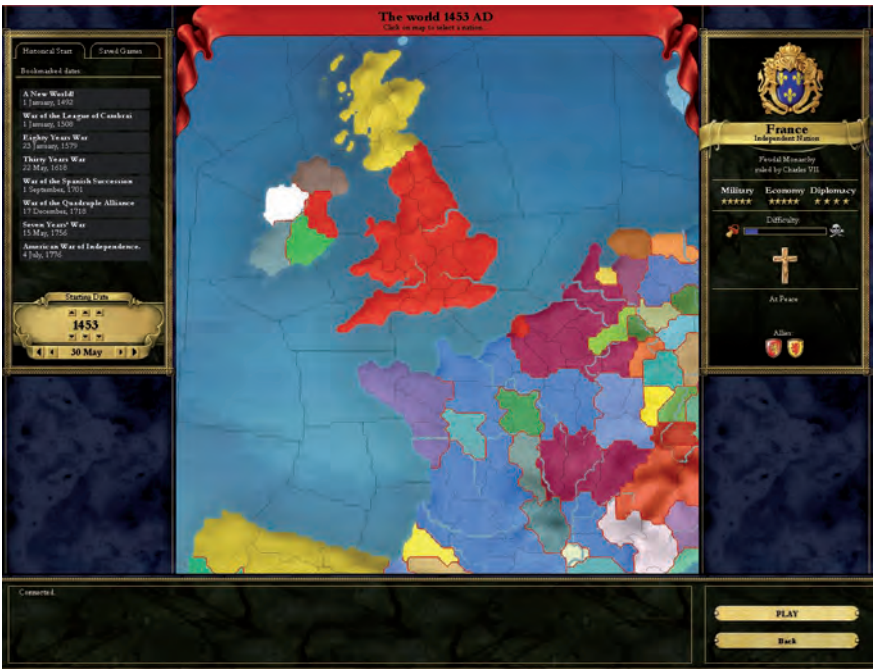 The world 1453 AD
Click on map to select a nation.
Historical Start
Saved Games
Bookmarked dates:
A New World!
1 January, 1492
War of the League of Cambrai
1 January, 1508
Eighty Years War
23 January, 1579
Thirty Years War
22 May, 1618
War of the Spanish Succession
1 September, 1701
War of the Quadruple Alliance
17 December, 1718
Seven Years' War
15 May, 1756
American War of Independence.
4 July, 1776
Starting Date
1453
30 May
France
Independent Nation
Feudal Monarchy
ruled by Charles VII
Military Economy Diplomacy
Difficulty:
At Peace
Allies:
Connected.
PLAY
Back